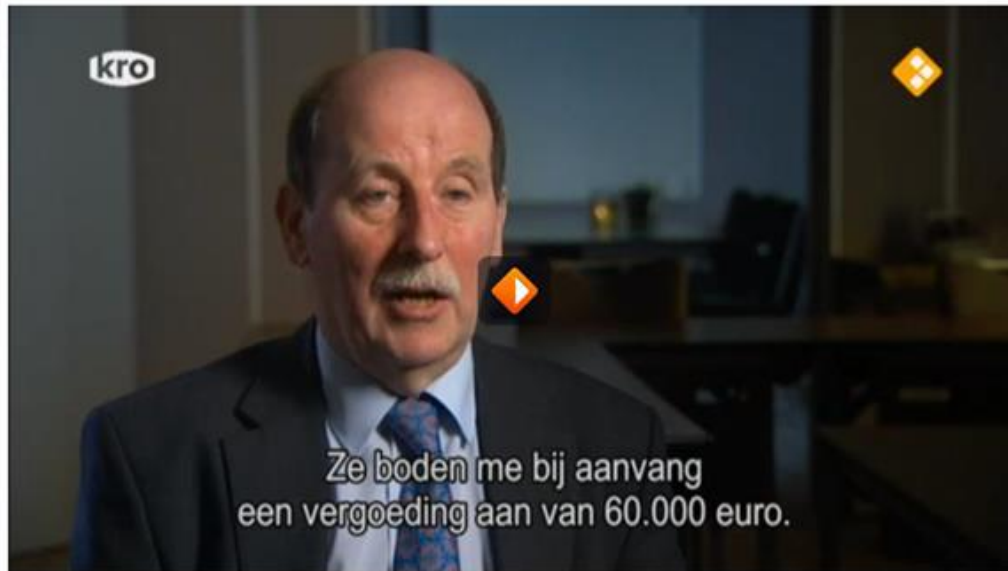 kro
Ze boden me bij aanvang
een vergoeding aan van 60.000 euro.